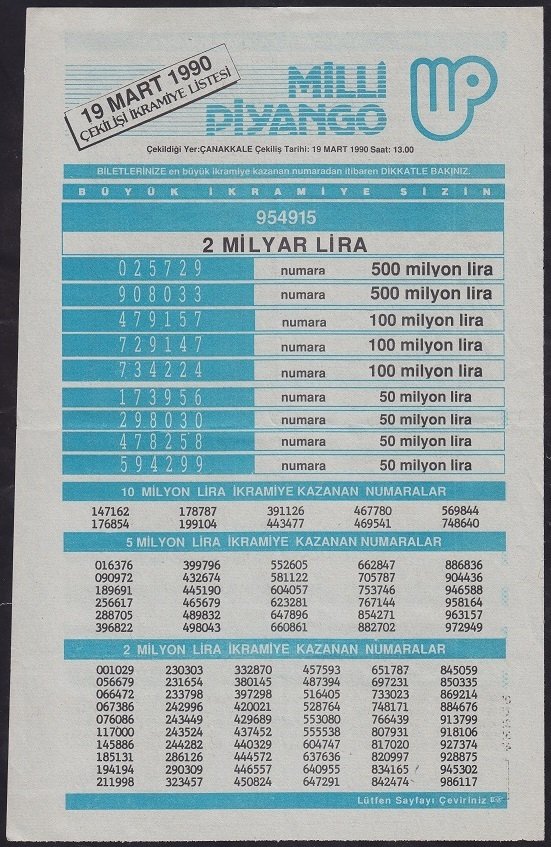 19 MART 1990
ÇEKİLİŞİ İKRAMİYE LİSTESİ
MİLLİ
PİYANGO
Çekildiği Yer:ÇANAKKALE Çekiliş Tarihi: 19 MART 1990 Saat: 13.00
BİLETLERİNİZE en büyük ikramiye kazanan numaradan itibaren DİKKATLE BAKINIZ.
BÜYÜK İKRAMİYE SİZİN
954915
2 MİLYAR LİRA
025729 numara 500 milyon lira
908033 numara 500 milyon lira
479157 numara 100 milyon lira
729147 numara 100 milyon lira
734224 numara 100 milyon lira
173956 numara 50 milyon lira
298030 numara 50 milyon lira
478258 numara 50 milyon lira
594299 numara 50 milyon lira
10 MİLYON LİRA İKRAMİYE KAZANAN NUMARALAR
147162 178787 391126 467780 569844
176854 199104 443477 469541 748640
5 MİLYON LİRA İKRAMİYE KAZANAN NUMARALAR
016376 399796 552605 662847 886836
090972 432674 581122 705787 904436
189691 445190 604057 753746 946588
256617 465679 623281 767144 958164
288705 489832 647896 854271 963157
396822 498043 660861 882702 972949
2 MİLYON LİRA İKRAMİYE KAZANAN NUMARALAR
001029 230303 332870 457593 651787 845059
056679 231654 380145 487394 697231 850335
066472 233798 397298 516405 733023 869214
067386 242996 420021 528764 748171 884676
076086 243449 429689 553080 766439 913799
117000 243524 437452 555538 807931 918106
145886 244282 440329 604747 817020 927374
185131 286126 444572 637636 820997 928875
194194 290309 446557 640955 834165 945302
211998 323457 450824 647291 842474 986117
Lütfen Sayfayı Çeviriniz